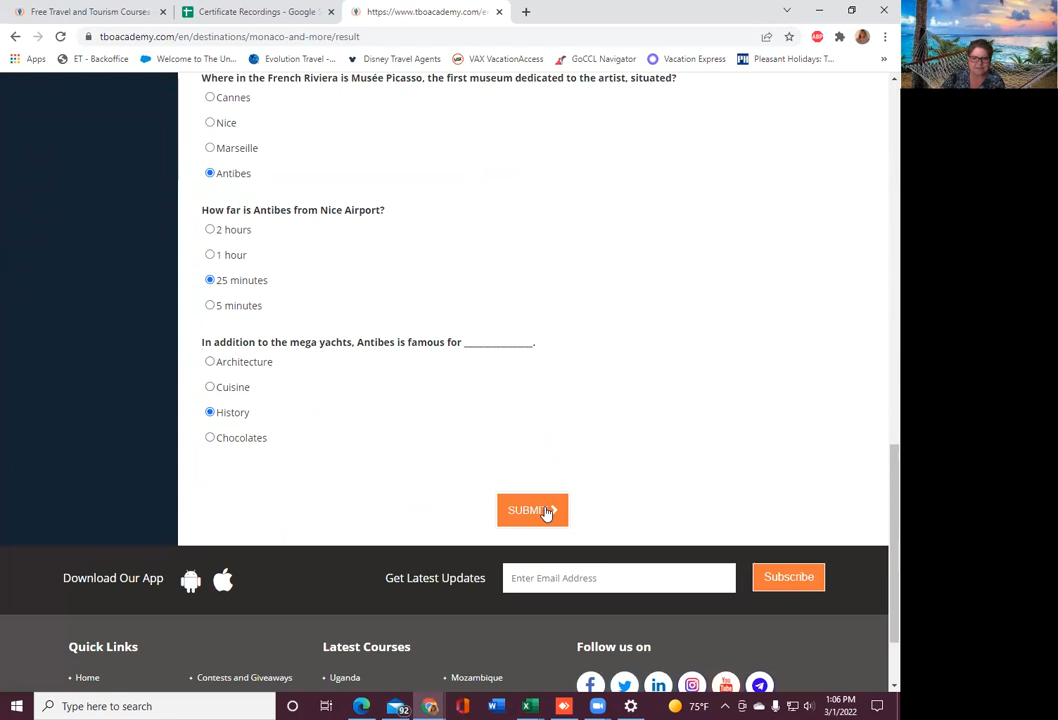 Free Travel and Tourism Courses
Certificate Recordings - Google S
https://www.tboacademy.com/e
tboacademy.com/en/destinations/monaco-and-more/result
Apps
ET - Backoffice
Welcome to The Un...
Evolution Travel -...
Disney Travel Agents
VAX VacationAccess
GoCCL Navigator
Vacation Express
Pleasant Holidays: T...
»
Where in the French Riviera is Musée Picasso, the first museum dedicated to the artist, situated?
Cannes
Nice
Marseille
Antibes
How far is Antibes from Nice Airport?
2 hours
1 hour
25 minutes
5 minutes
In addition to the mega yachts, Antibes is famous for _______________.
Architecture
Cuisine
History
Chocolates
SUBMIT
Download Our App
Get Latest Updates
Enter Email Address
Subscribe
Quick Links
Latest Courses
Follow us on
Home
Contests and Giveaways
Uganda
Mozambique
Type here to search
92
75°F
1:06 PM
3/1/2022